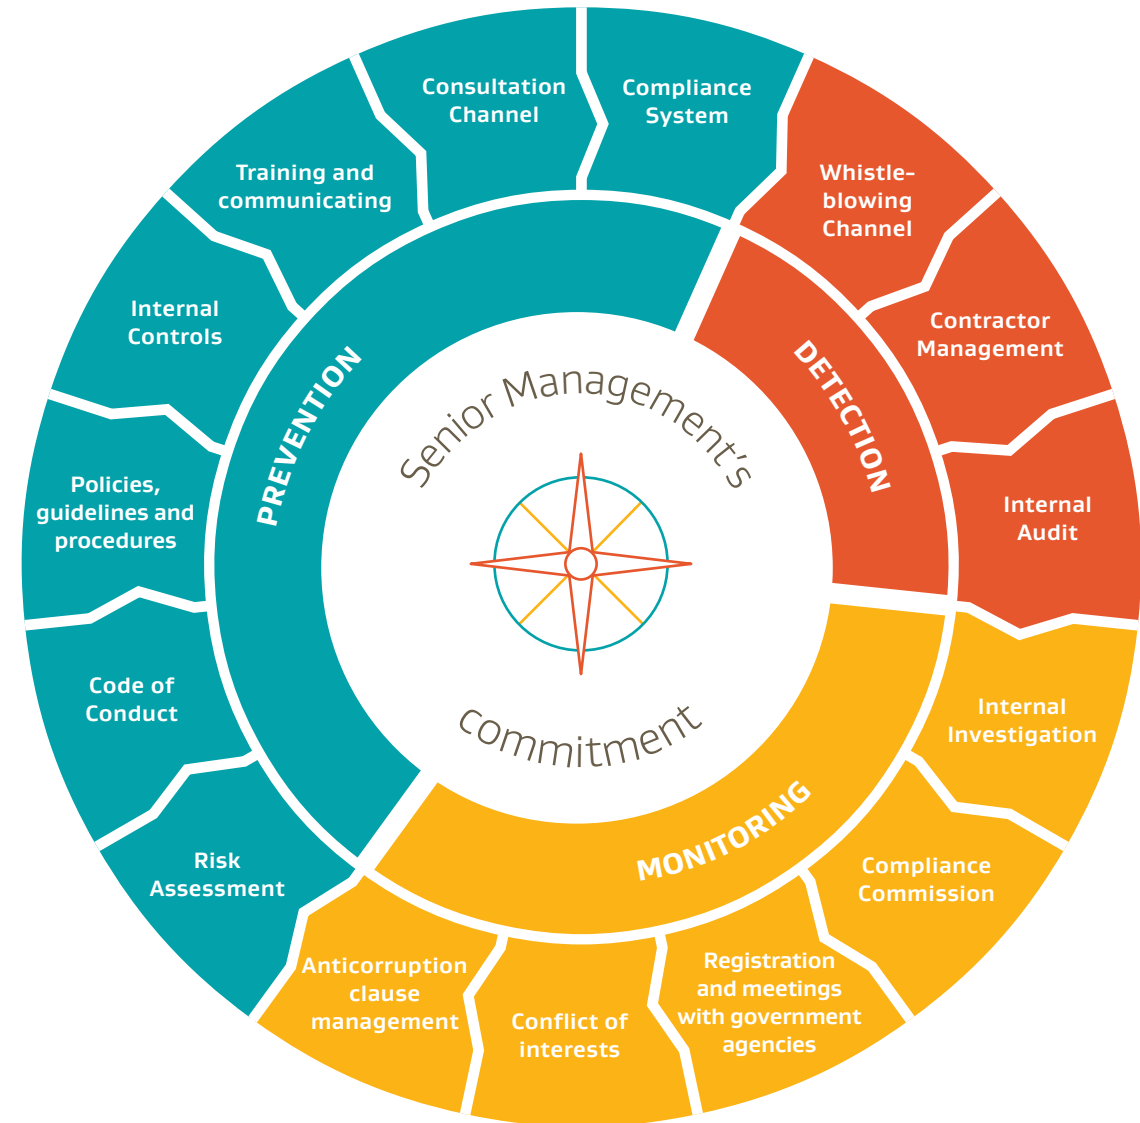 Consultation
Channel
Compliance
System
Whistle-
blowing
Channel
Contractor
Management
Internal
Audit
Internal
Investigation
Compliance
Commission
Registration
and meetings
with government
agencies
Conflict of
interests
Anticorruption
clause
management
Risk
Assessment
Code of
Conduct
Policies,
guidelines and
procedures
Internal
Controls
Training and
communicating
PREVENTION
DETECTION
MONITORING
Senior Management's
commitment